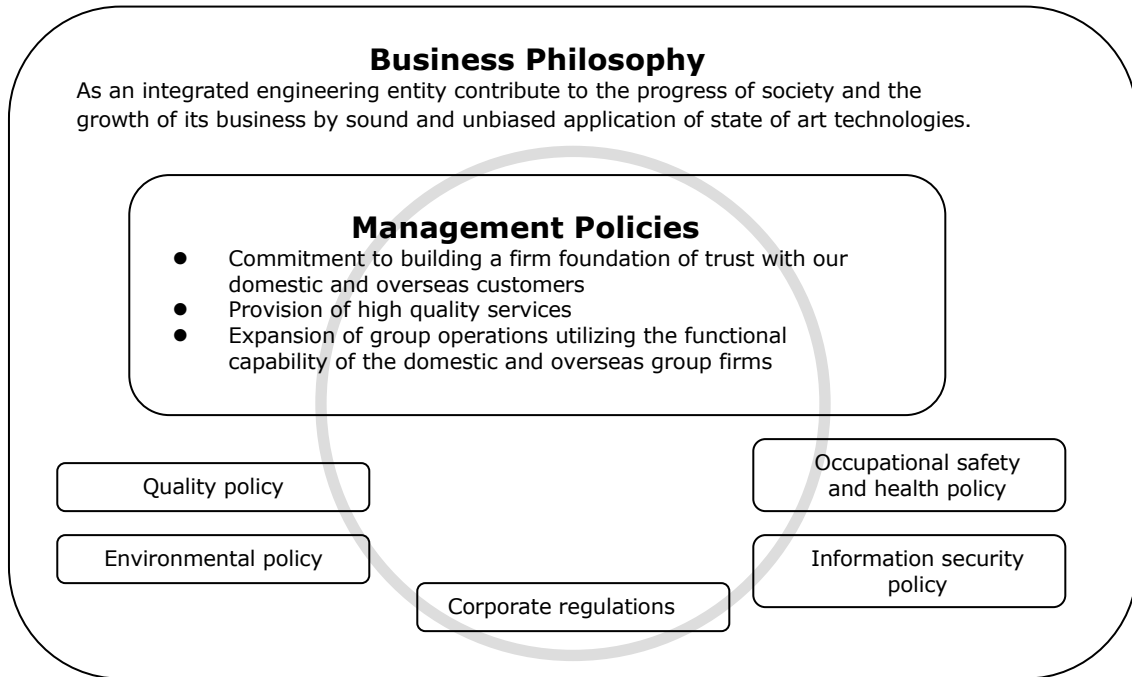 Business Philosophy
As an integrated engineering entity contribute to the progress of society and the
growth of its business by sound and unbiased application of state of art technologies.
Management Policies
● Commitment to building a firm foundation of trust with our
domestic and overseas customers
● Provision of high quality services
● Expansion of group operations utilizing the functional
capability of the domestic and overseas group firms
Quality policy
Occupational safety
and health policy
Environmental policy
Information security
policy
Corporate regulations